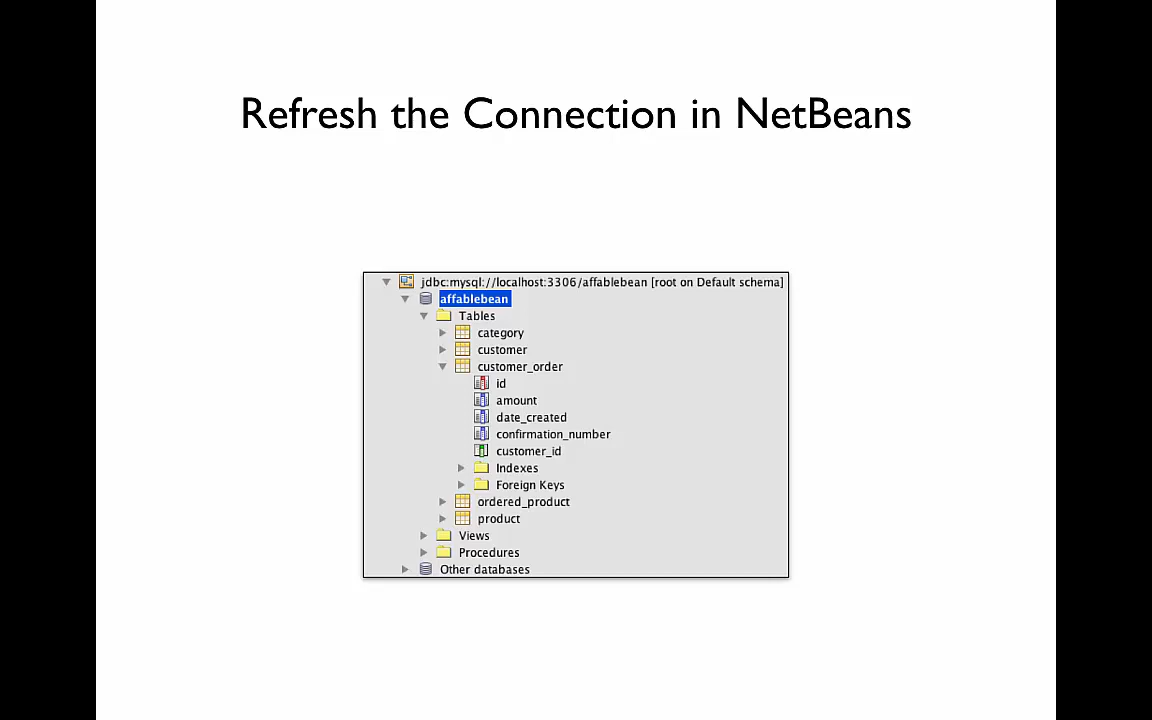 Refresh the Connection in NetBeans
jdbc:mysql://localhost:3306/affablebean [root on Default schema]
affablebean
Tables
category
customer
customer_order
id
amount
date_created
confirmation_number
customer_id
Indexes
Foreign Keys
ordered_product
product
Views
Procedures
Other databases